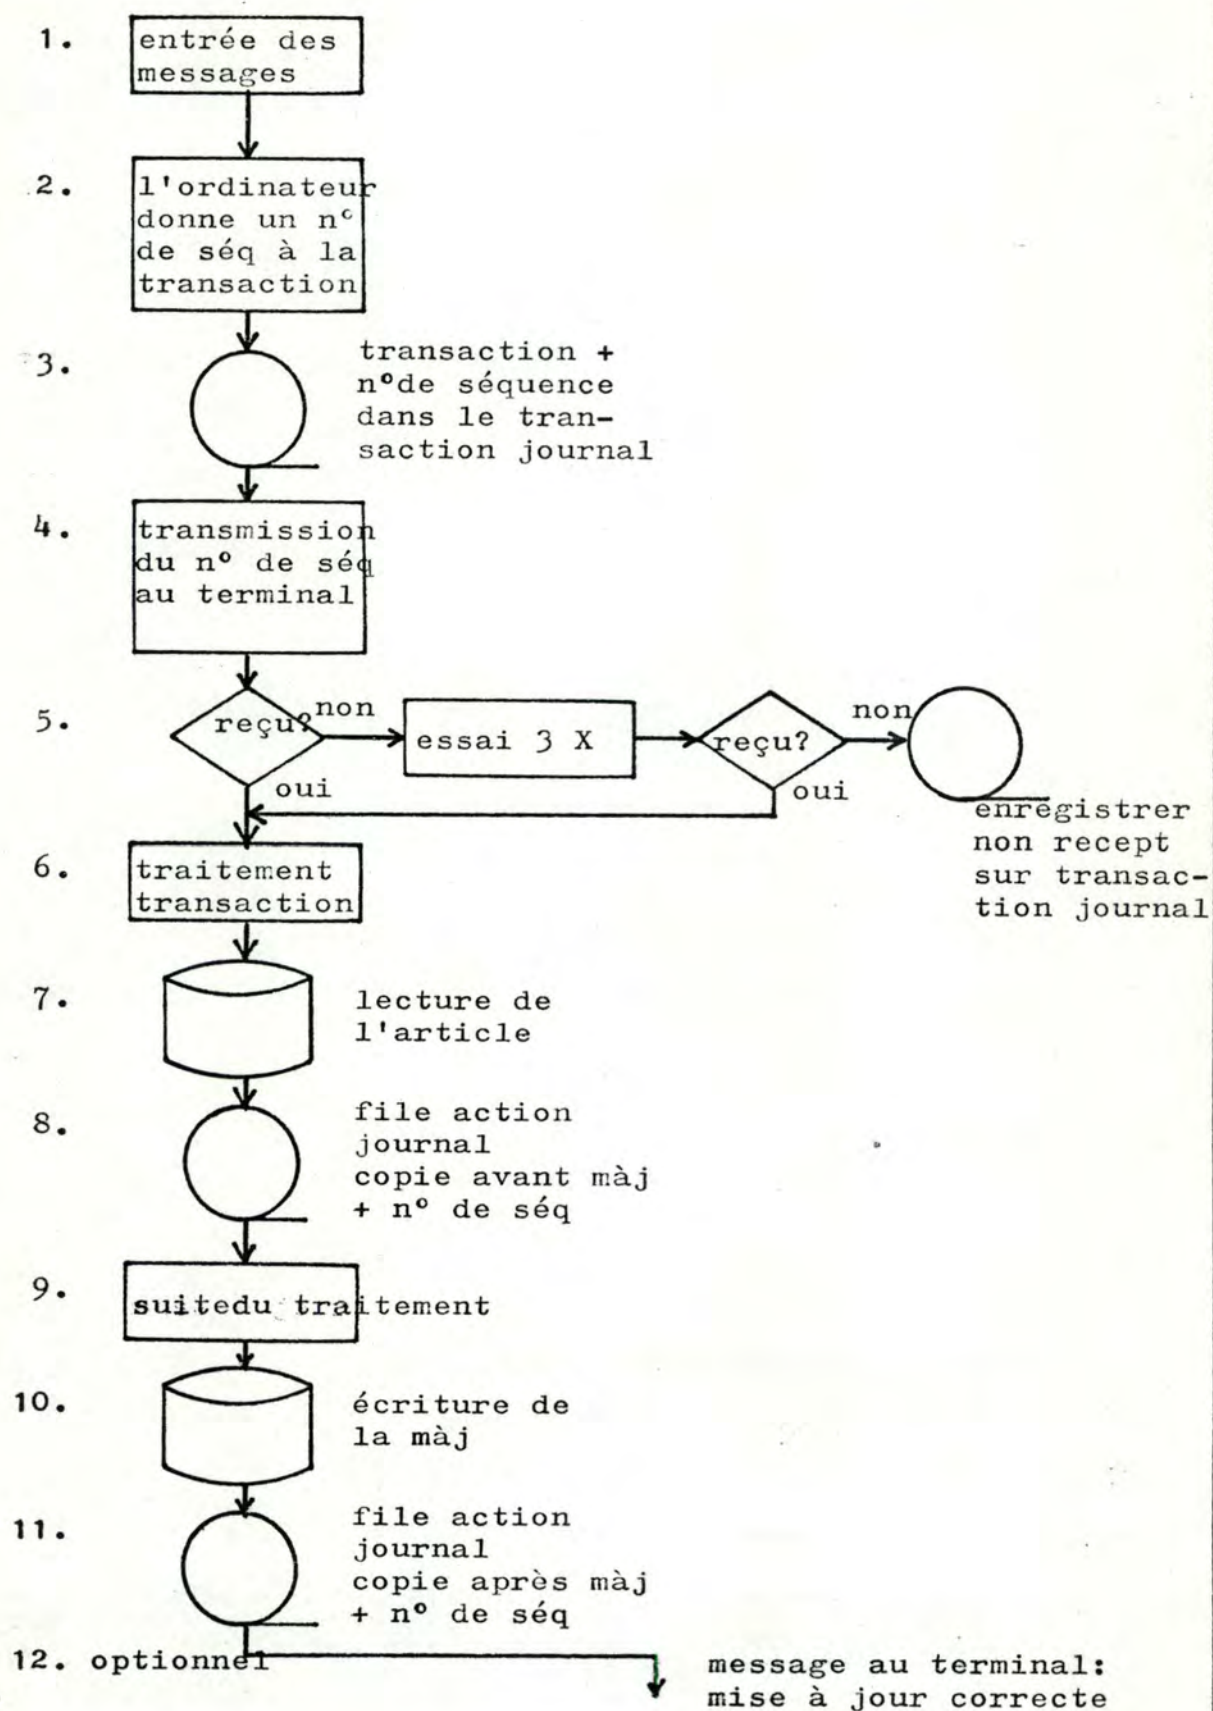 1. entrée des
messages
2. l'ordinateur
donne un n°
de séq à la
transaction
3. transaction +
n°de séquence
dans le tran-
saction journal
4. transmission
du n° de séq
au terminal
5. reçu? non
essai 3 X
reçu?
non
oui
oui
enregistrer
non recept
sur transac-
tion journal
6. traitement
transaction
7. lecture de
l'article
8. file action
journal
copie avant màj
+ n° de séq
9. suitedu traitement
10. écriture de
la màj
11. file action
journal
copie après màj
+ n° de séq
12. optionnel
message au terminal:
mise à jour correcte